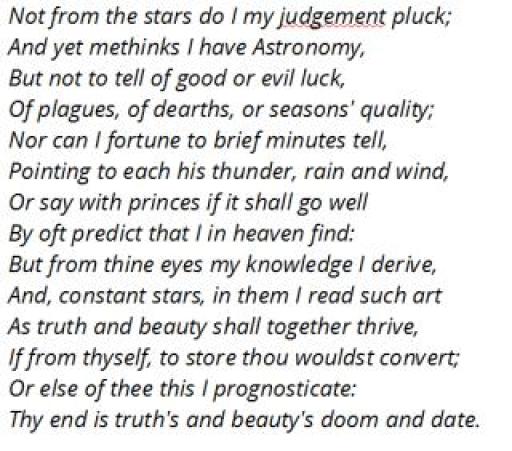 Not from the stars do I my judgement pluck;
And yet methinks I have Astronomy,
But not to tell of good or evil luck,
Of plagues, of dearths, or seasons' quality;
Nor can I fortune to brief minutes tell,
Pointing to each his thunder, rain and wind,
Or say with princes if it shall go well
By oft predict that I in heaven find:
But from thine eyes my knowledge I derive,
And, constant stars, in them I read such art
As truth and beauty shall together thrive,
If from thyself, to store thou wouldst convert;
Or else of thee this I prognosticate:
Thy end is truth's and beauty's doom and date.